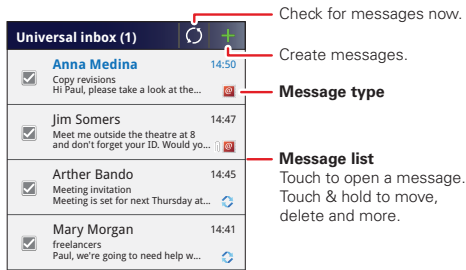 Check for messages now.
Universal inbox (1)
Create messages.
Anna Medina 14:50
Copy revisions
Hi Paul, please take a look at the...
Message type
Jim Somers 14:47
Meet me outside the theatre at 8
and don't forget your ID. Would yo...
Message list
Touch to open a message.
Touch & hold to move,
delete and more.
Arther Bando 14:45
Meeting invitation
Meeting is set for next Thursday at...
Mary Morgan 14:41
freelancers
Paul, we're going to need help w...